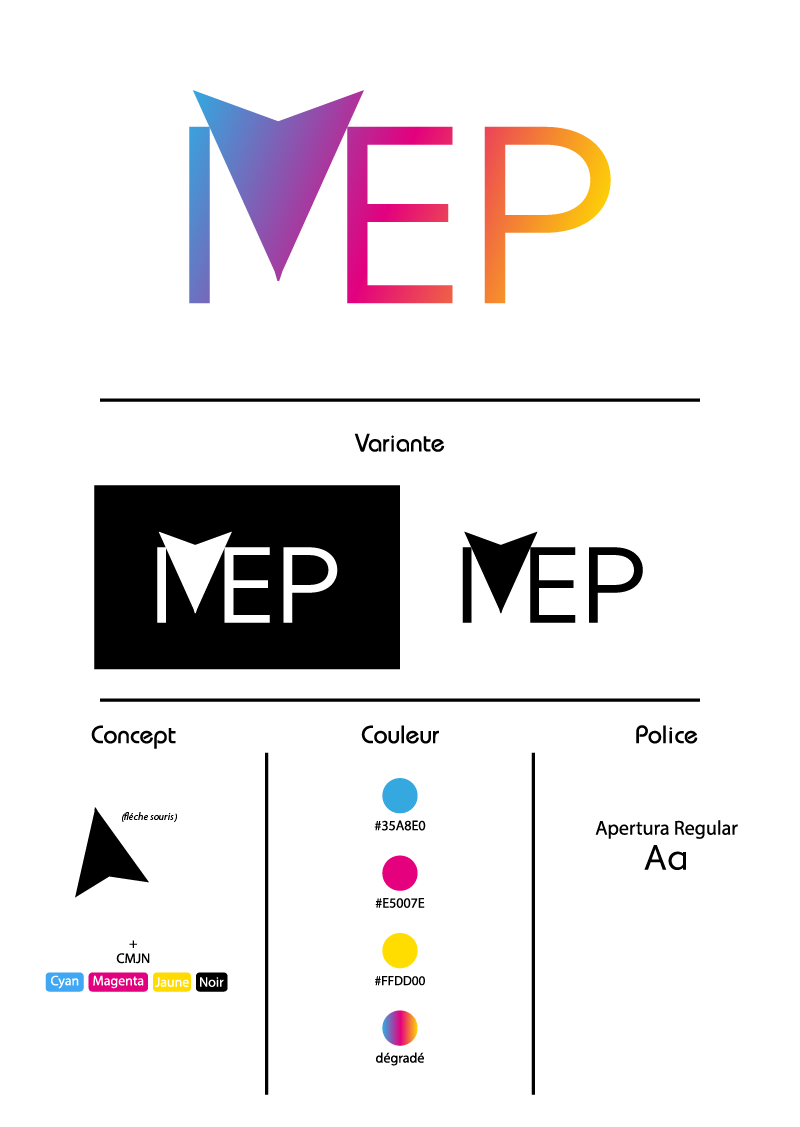 MEP
Variante
MEP
MEP
Concept
(fléche souris)
+
CMJN
Cyan Magenta Jaune Noir
Couleur
#35A8E0
#E5007E
#FFDD00
dégradé
Police
Apertura Regular
Aa